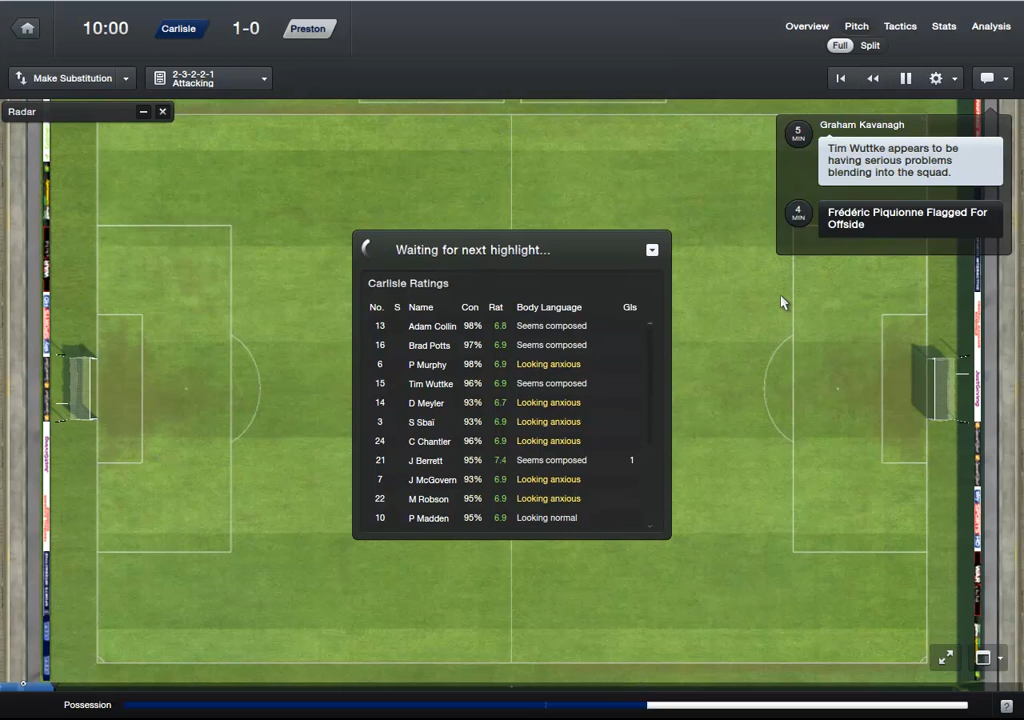 10:00
Carlisle
1-0
Preston
Overview
Pitch
Tactics
Stats
Analysis
Full
Split
Make Substitution
2-3-2-2-1
Attacking
Radar
5
MIN
Graham Kavanagh
Tim Wuttke appears to be
having serious problems
blending into the squad.
4
MIN
Frédéric Piquionne Flagged For
Offside
Waiting for next highlight...
Carlisle Ratings
No. S Name Con Rat Body Language Gls
13 Adam Collin 98% 6.8 Seems composed
16 Brad Potts 97% 6.9 Seems composed
6 P Murphy 98% 6.9 Looking anxious
15 Tim Wuttke 96% 6.9 Seems composed
14 D Meyler 93% 6.7 Looking anxious
3 S Sbaï 93% 6.9 Looking anxious
24 C Chantler 96% 6.9 Looking anxious
21 J Berrett 95% 7.4 Seems composed 1
7 J McGovern 93% 6.9 Looking anxious
22 M Robson 95% 6.9 Looking anxious
10 P Madden 95% 6.9 Looking normal
Possession
?